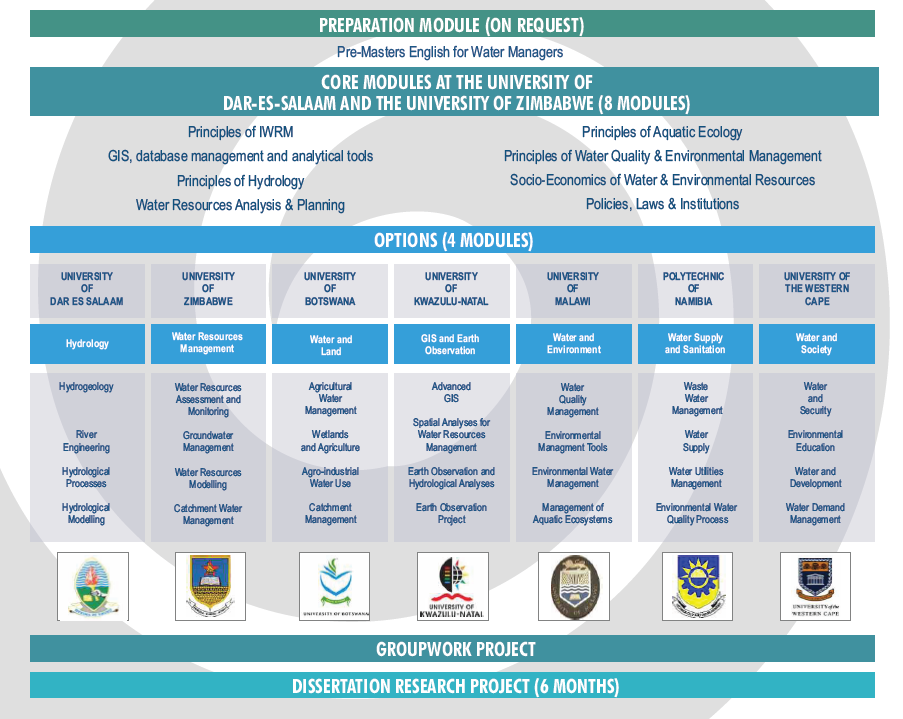 PREPARATION MODULE (ON REQUEST)
Pre-Masters English for Water Managers
CORE MODULES AT THE UNIVERSITY OF
DAR-ES-SALAAM AND THE UNIVERSITY OF ZIMBABWE (8 MODULES)
Principles of IWRM
GIS, database management and analytical tools
Principles of Hydrology
Water Resources Analysis & Planning
Principles of Aquatic Ecology
Principles of Water Quality & Environmental Management
Socio-Economics of Water & Environmental Resources
Policies, Laws & Institutions
OPTIONS (4 MODULES)
UNIVERSITY
OF
DAR ES SALAAM
Hydrology
Hydrogeology
River
Engineering
Hydrological
Processes
Hydrological
Modelling
UNIVERSITY
OF
ZIMBABWE
Water Resources
Management
Water Resources
Assessment and
Monitoring
Groundwater
Management
Water Resources
Modelling
Catchment Water
Management
UNIVERSITY
OF
BOTSWANA
Water and
Land
Agricultural
Water
Management
Wetlands
and Agriculture
Agro-industrial
Water Use
Catchment
Management
UNIVERSITY OF BOTSWANA
UNIVERSITY
OF
KWAZULU-NATAL
GIS and Earth
Observation
Advanced
GIS
Spatial Analyses for
Water Resources
Management
Earth Observation and
Hydrological Analyses
Earth Observation
Project
UNIVERSITY OF
KWAZULU-NATAL
UNIVERSITY
OF
MALAWI
Water and
Environment
Water
Quality
Management
Environmental
Managment Tools
Environmental Water
Management
Management of
Aquatic Ecosystems
POLYTECHNIC
OF
NAMIBIA
Water Supply
and Sanitation
Waste
Water
Management
Water
Supply
Water Utilities
Management
Environmental Water
Quality Process
UNIVERSITY OF
THE WESTERN
CAPE
Water and
Society
Water
and
Security
Environmental
Education
Water and
Development
Water Demand
Management
UNIVERSITY of the
WESTERN CAPE
GROUPWORK PROJECT
DISSERTATION RESEARCH PROJECT (6 MONTHS)